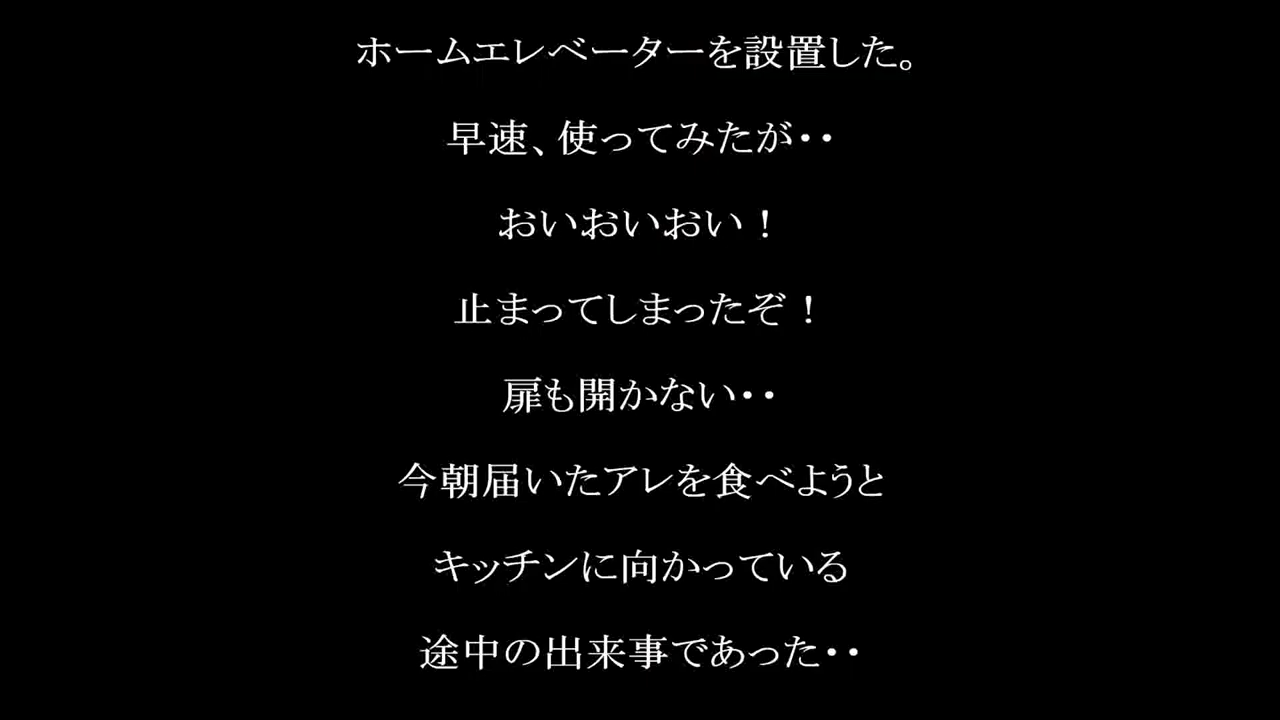 ホームエレベーターを設置した。
早速、使ってみたが・・
おいおいおい！
止まってしまったぞ！
扉も開かない・・
今朝届いたアレを食べようと
キッチンに向かっている
途中の出来事であった・・